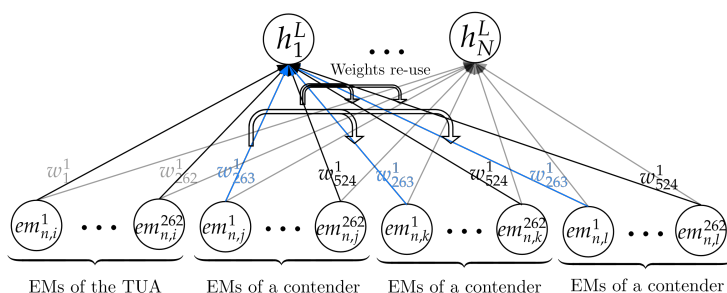 h_1^L ... h_N^L
Weights re-use
w_1^1 w_{262}^1 w_{263}^1 w_{524}^1 w_{263}^1 w_{524}^1 w_{263}^1 w_{524}^1
em_{n,i}^1 ... em_{n,i}^{262} em_{n,j}^1 ... em_{n,j}^{262} em_{n,k}^1 ... em_{n,k}^{262} em_{n,l}^1 ... em_{n,l}^{262}
EMs of the TUA EMs of a contender EMs of a contender EMs of a contender